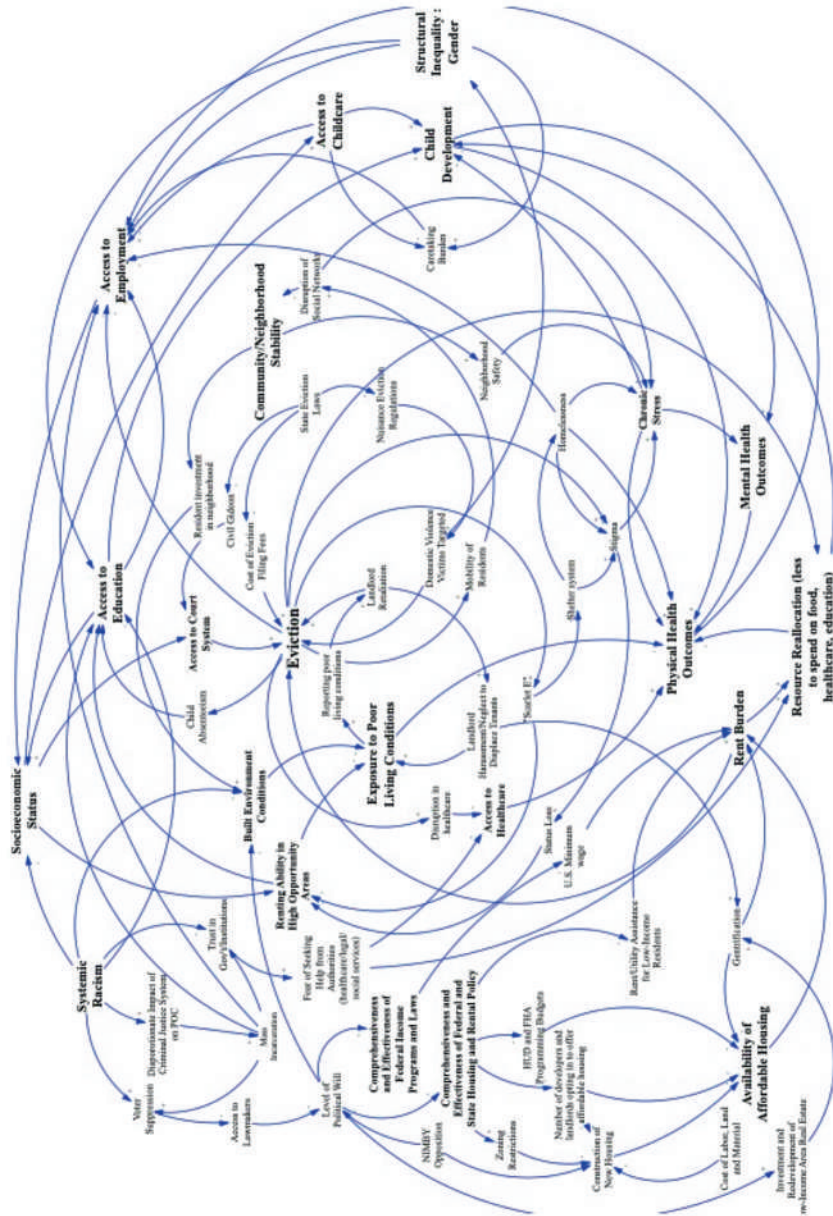 Structural
Inequality :
Gender
Access to
Childcare
Child
Development
Access to
Employment
Caretaking
Burden
Disruption of
Social Networks
Community/Neighborhood
Stability
State Eviction
Laws
Nuisance Eviction
Regulations
Neighborhood
Safety
Homelessness
Chronic
Stress
Mental Health
Outcomes
Resident investment
in neighborhood
Civil Gideon
Cost of Eviction
Filing Fees
Access to
Education
Access to Court
System
Eviction
Landlord
Retaliation
Domestic Violence
Victims Targeted
Mobility of
Residents
Shelter system
Stigma
Physical Health
Outcomes
Resource Reallocation (less
to spend on food,
healthcare, education)
Child
Absenteeism
Reporting poor
living conditions
Exposure to Poor
Living Conditions
Landlord
Harassment/Neglect to
Displace Tenants
"Scarlet E"
Socioeconomic
Status
Built Environment
Conditions
Renting Ability in
High Opportunity
Areas
Disruption in
healthcare
Access to
Healthcare
Status Loss
U.S. Minimum
wage
Rent Burden
Systemic
Racism
Trust in
Gov't/Institutions
Fear of Seeking
Help from
Authorities
(healthcare/legal/
social services)
Rent/Utility Assistance
for Low-Income
Residents
Gentrification
Disporotionate Impact of
Criminal Justice System
on POC
Mass
Incarceration
Comprehensiveness
and Effectiveness of
Federal Income
Programs and Laws
Comprehensiveness and
Effectiveness of Federal and
State Housing and Rental Policy
HUD and FHA
Programming Budgets
Number of developers and
landlords opting in to offer
affordable housing
Availability of
Affordable Housing
Voter
Suppression
Access to
Lawmakers
Level of
Political Will
NIMBY
Opposition
Zoning
Restrictions
Construction of
New Housing
Cost of Labor, Land
and Material
Investment and
Redevelopment of
ow-Income Area Real Estate